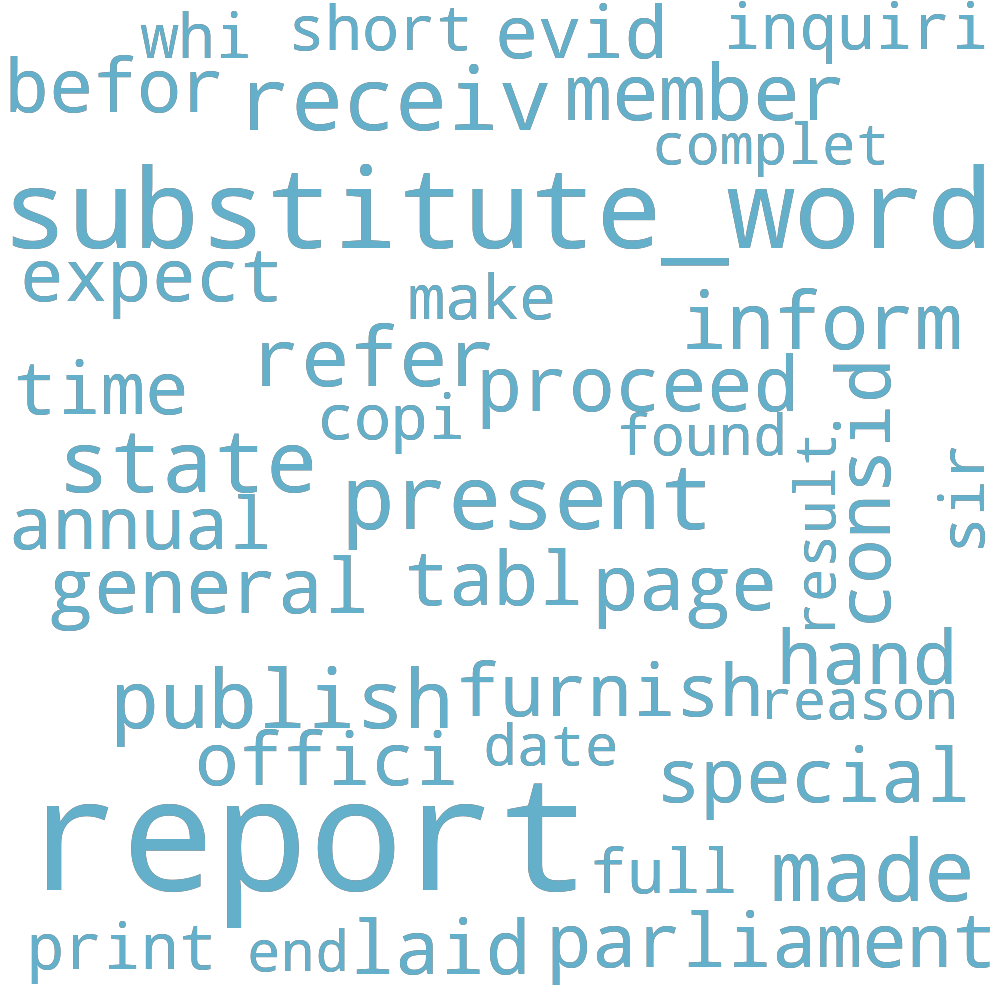 whi short evid inquiri
befor receiv member
complet
substitute_word
expect make inform
time refer proceed
copi found consid
state present result sir
annual
general tabl page
hand
publish furnish reason
offici date special
report full made
print end laid parliament